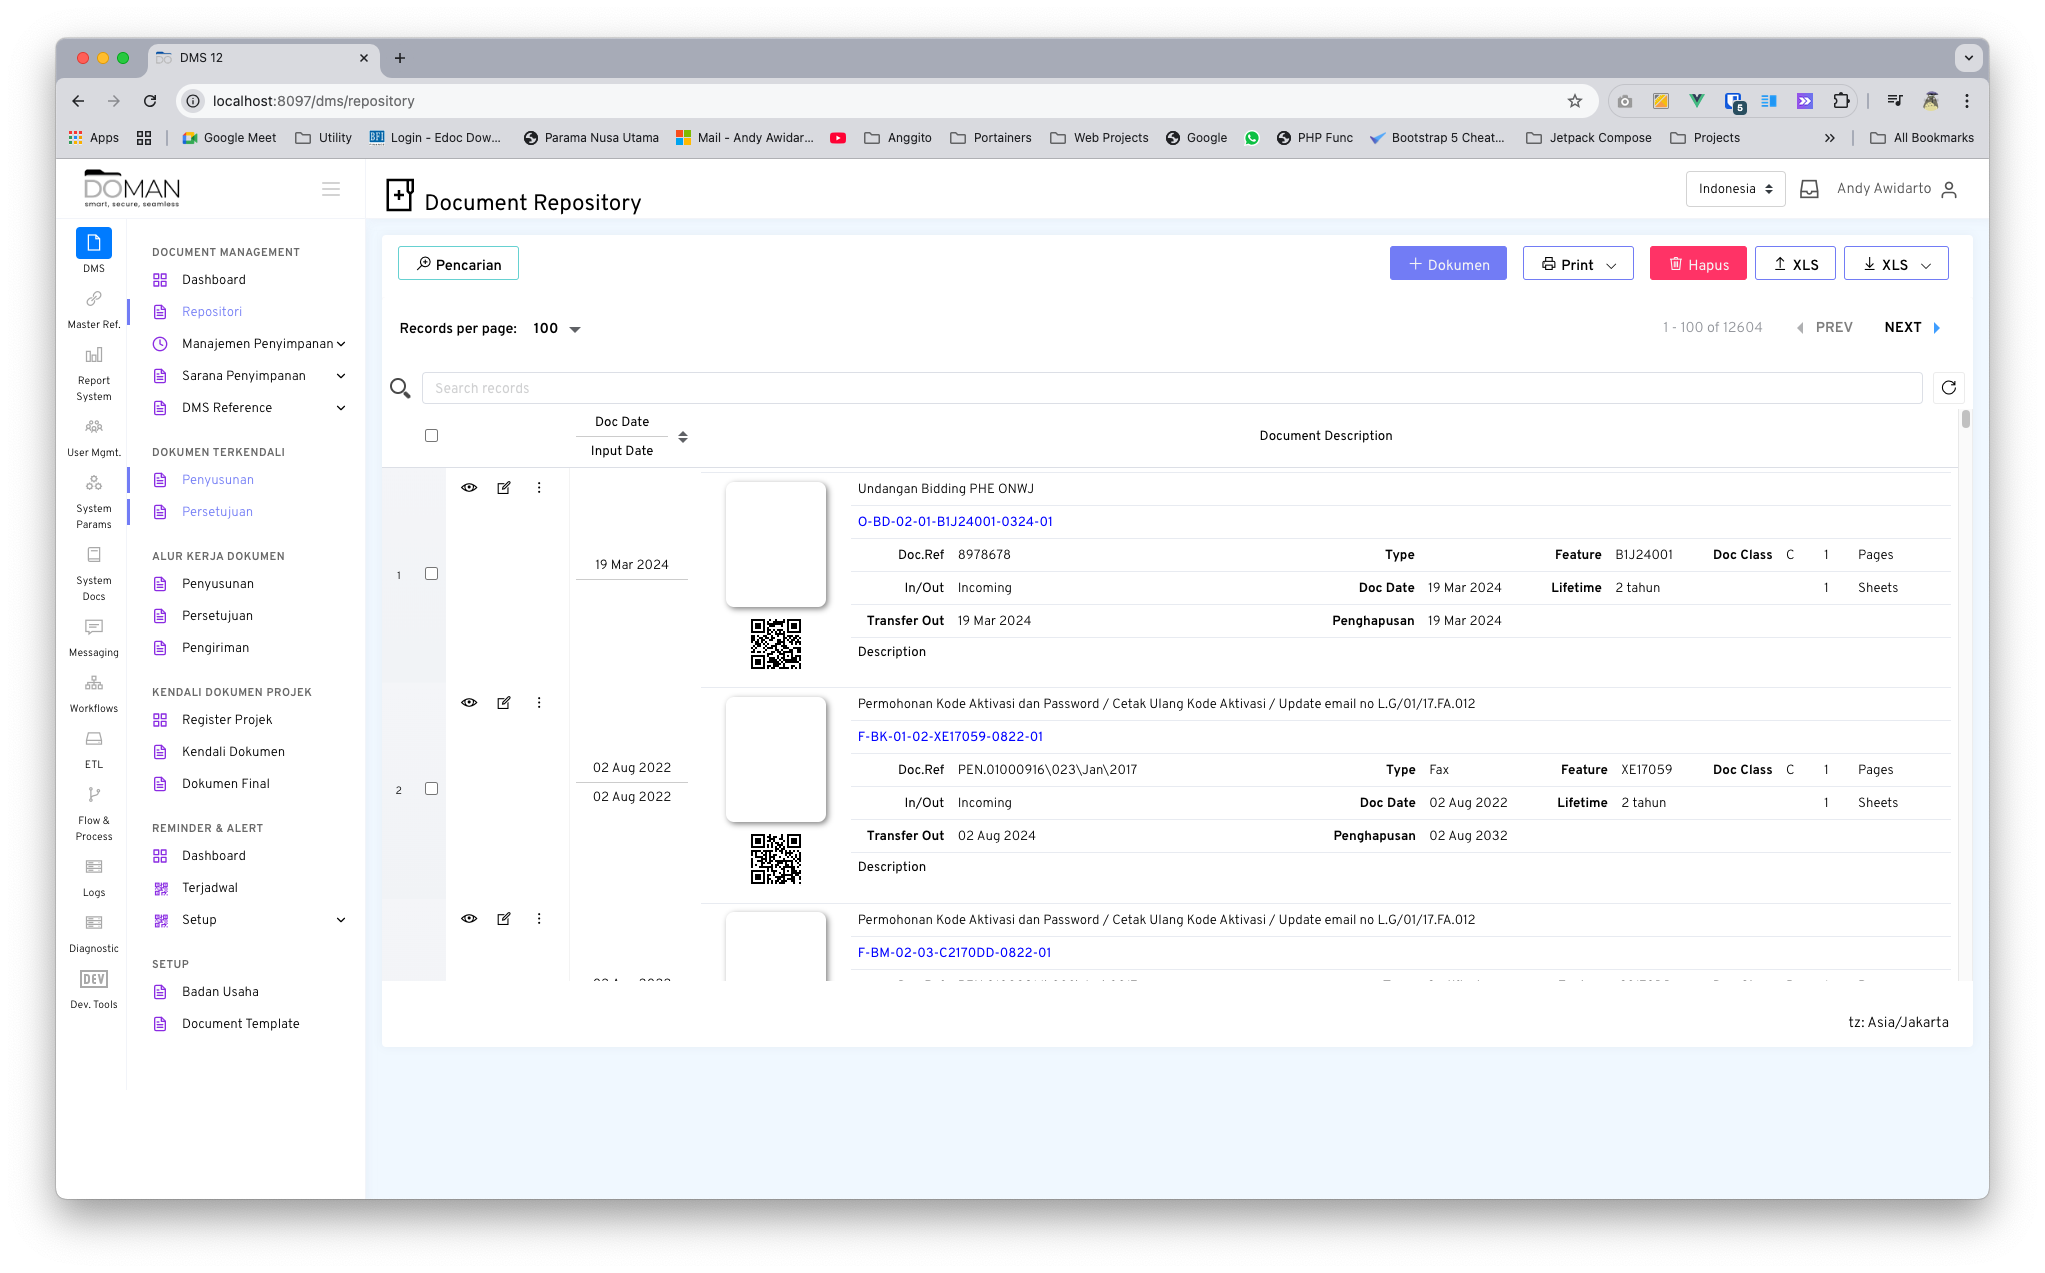 DMS 12
localhost:8097/dms/repository
5
Apps
Google Meet
Utility
Login - Edoc Dow...
Parama Nusa Utama
Mail - Andy Awidar...
Anggito
Portainers
Web Projects
Google
PHP Func
Bootstrap 5 Cheat...
Jetpack Compose
Projects
All Bookmarks
DOMAN
smart, secure, seamless
Document Repository
Indonesia
Andy Awidarto
DMS
Master Ref.
Report
System
User Mgmt.
System
Params
System
Docs
Messaging
Workflows
ETL
Flow &
Process
Logs
Diagnostic
DEV
Dev. Tools
DOCUMENT MANAGEMENT
Dashboard
Repositori
Manajemen Penyimpanan
Sarana Penyimpanan
DMS Reference
DOKUMEN TERKENDALI
Penyusunan
Persetujuan
ALUR KERJA DOKUMEN
Penyusunan
Persetujuan
Pengiriman
KENDALI DOKUMEN PROJEK
Register Projek
Kendali Dokumen
Dokumen Final
REMINDER & ALERT
Dashboard
Terjadwal
Setup
SETUP
Badan Usaha
Document Template
Pencarian
+ Dokumen
Print
Hapus
XLS
XLS
Records per page: 100
1 - 100 of 12604
PREV
NEXT
Search records
Doc Date
Input Date
Document Description
1
19 Mar 2024
Undangan Bidding PHE ONWJ
O-BD-02-01-B1J24001-0324-01
Doc.Ref 8978678 Type Feature B1J24001 Doc Class C 1 Pages
In/Out Incoming Doc Date 19 Mar 2024 Lifetime 2 tahun 1 Sheets
Transfer Out 19 Mar 2024 Penghapusan 19 Mar 2024
Description
2
02 Aug 2022
02 Aug 2022
Permohonan Kode Aktivasi dan Password / Cetak Ulang Kode Aktivasi / Update email no L.G/01/17.FA.012
F-BK-01-02-XE17059-0822-01
Doc.Ref PEN.01000916\023\Jan\2017 Type Fax Feature XE17059 Doc Class C 1 Pages
In/Out Incoming Doc Date 02 Aug 2022 Lifetime 2 tahun 1 Sheets
Transfer Out 02 Aug 2024 Penghapusan 02 Aug 2032
Description
Permohonan Kode Aktivasi dan Password / Cetak Ulang Kode Aktivasi / Update email no L.G/01/17.FA.012
F-BM-02-03-C2170DD-0822-01
tz: Asia/Jakarta